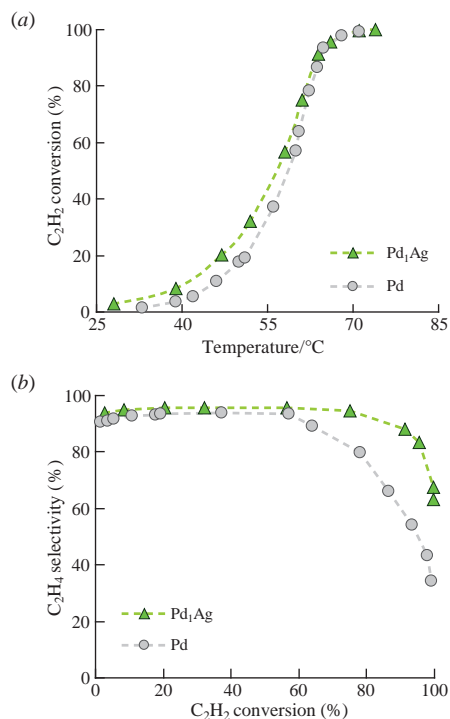 (a)
100
80
60
40
20
0
C₂H₂ conversion (%)
25 40 55 70 85
Temperature/°C
Pd₁Ag
Pd
(b)
100
80
60
40
20
0
C₂H₄ selectivity (%)
Pd₁Ag
Pd
0 20 40 60 80 100
C₂H₂ conversion (%)